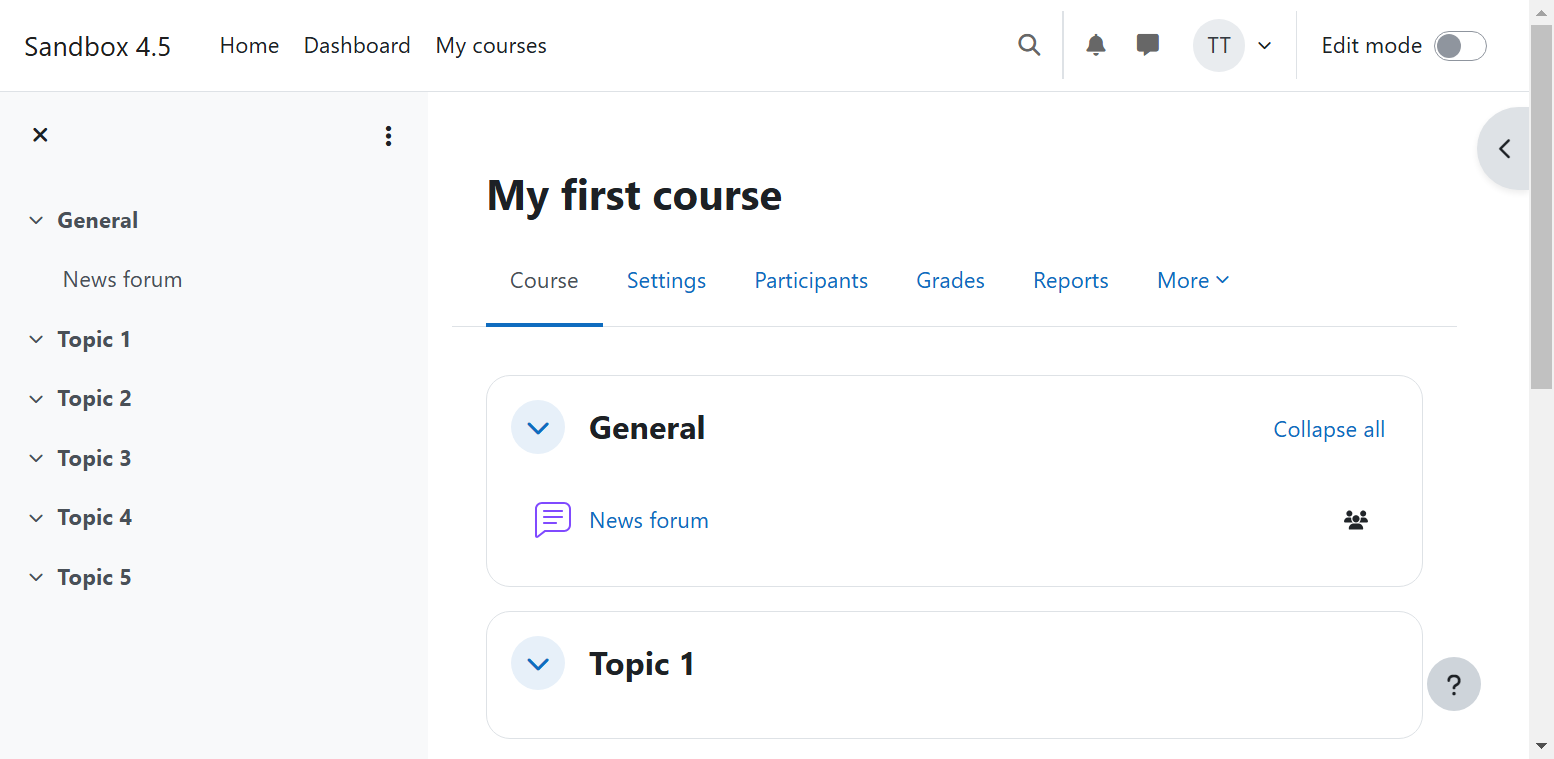 Sandbox 4.5 Home Dashboard My courses TT Edit mode
General
News forum
Topic 1
Topic 2
Topic 3
Topic 4
Topic 5
My first course
Course Settings Participants Grades Reports More
General Collapse all
News forum
Topic 1
?